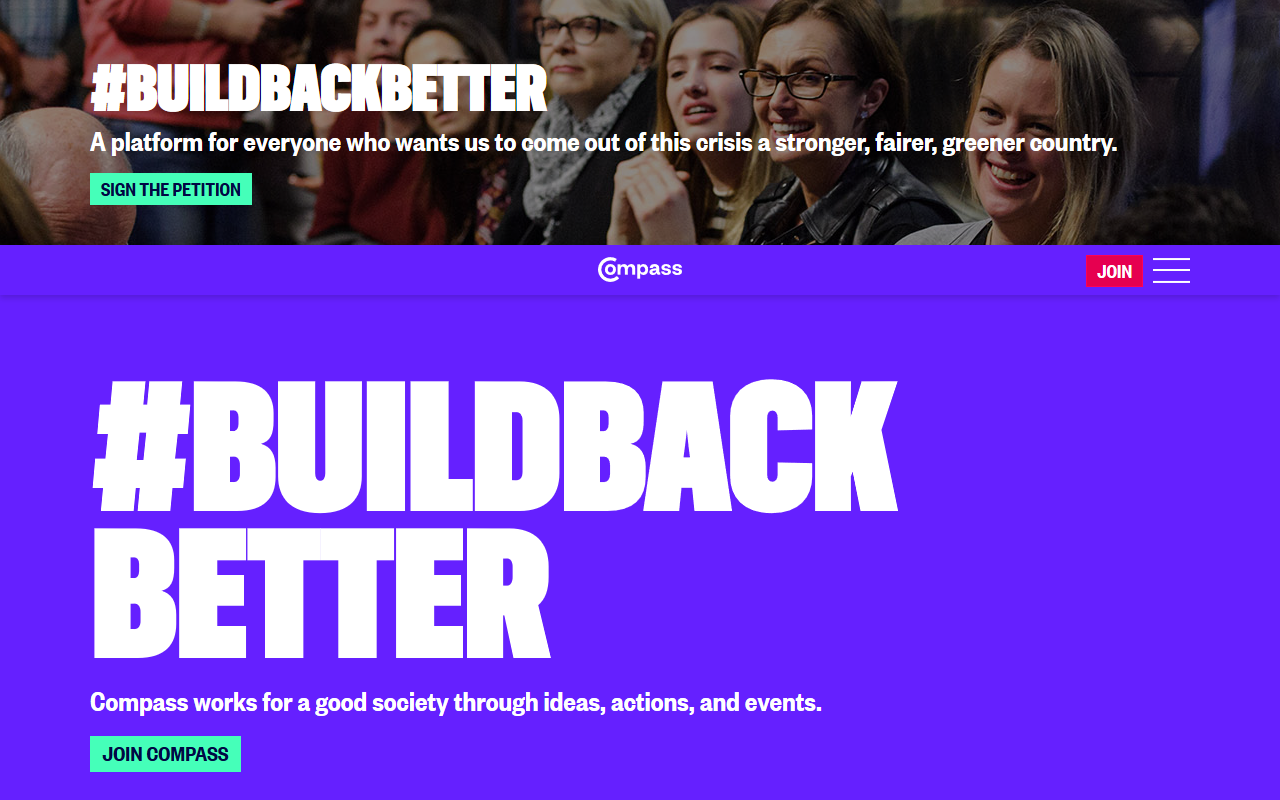 #BUILDBACKBETTER
A platform for everyone who wants us to come out of this crisis a stronger, fairer, greener country.
SIGN THE PETITION
Compass
JOIN
#BUILDBACK
BETTER
Compass works for a good society through ideas, actions, and events.
JOIN COMPASS